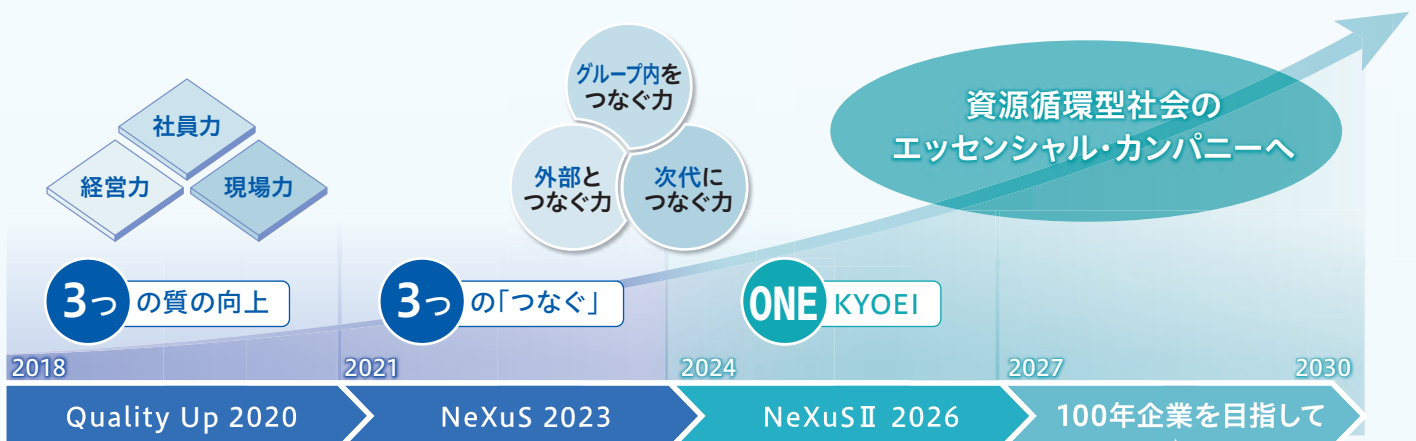 社員力
経営力
現場力
グループ内を
つなぐ力
外部と
つなぐ力
次代に
つなぐ力
資源循環型社会の
エッセンシャル・カンパニーへ
3つ の質の向上
3つ の「つなぐ」
ONE KYOEI
2018
2021
2024
2027
2030
Quality Up 2020
NeXuS 2023
NeXuSⅡ 2026
100年企業を目指して